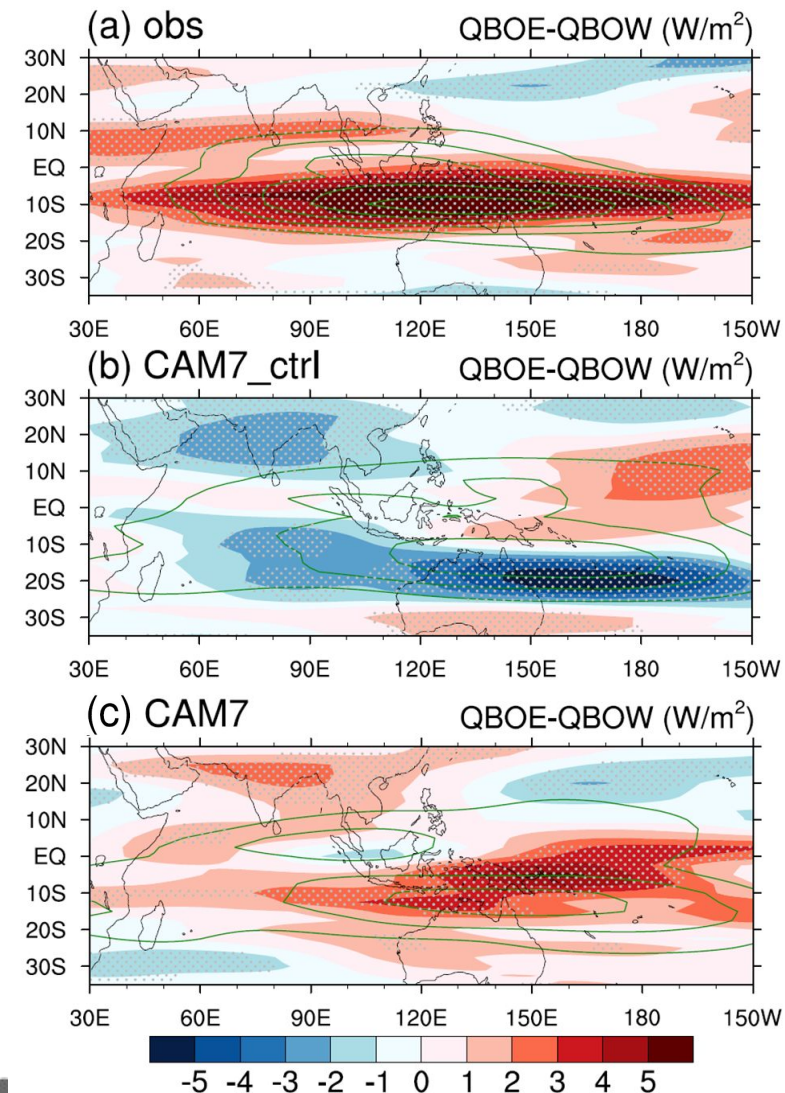 (a) obs QBOE-QBOW (W/m²)
30N
20N
10N
EQ
10S
20S
30S
30E 60E 90E 120E 150E 180 150W
(b) CAM7_ctrl QBOE-QBOW (W/m²)
30N
20N
10N
EQ
10S
20S
30S
30E 60E 90E 120E 150E 180 150W
(c) CAM7 QBOE-QBOW (W/m²)
30N
20N
10N
EQ
10S
20S
30S
30E 60E 90E 120E 150E 180 150W
-5 -4 -3 -2 -1 0 1 2 3 4 5